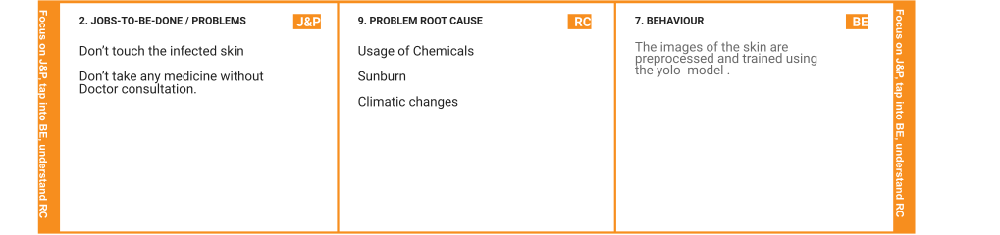 Focus on J&P, tap into BE, understand RC
2. JOBS-TO-BE-DONE / PROBLEMS
J&P
Don’t touch the infected skin
Don’t take any medicine without
Doctor consultation.
9. PROBLEM ROOT CAUSE
RC
Usage of Chemicals
Sunburn
Climatic changes
7. BEHAVIOUR
BE
The images of the skin are
preprocessed and trained using
the yolo model .
Focus on J&P, tap into BE, understand RC